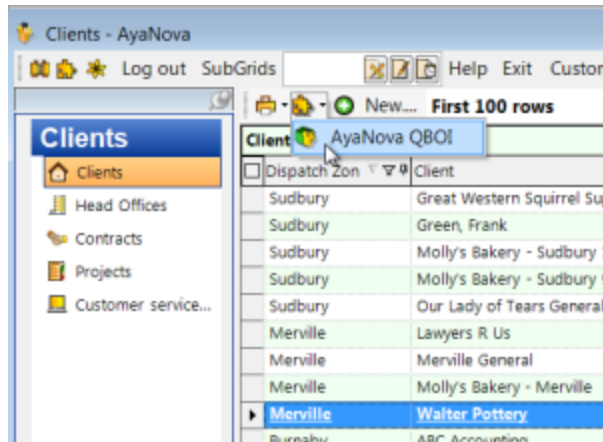 Clients - AyaNova
Log out SubGrids Help Exit Custor
New.... First 100 rows
Clients
Client
AyaNova QBOI
Clients
Head Offices
Contracts
Projects
Customer service...
Dispatch Zon Client
Sudbury Great Western Squirrel Su
Sudbury Green, Frank
Sudbury Molly's Bakery - Sudbury
Sudbury Molly's Bakery - Sudbury
Sudbury Our Lady of Tears General
Merville Lawyers R Us
Merville Merville General
Merville Molly's Bakery - Merville
Merville Walter Pottery
Burnaby ABC Accounting